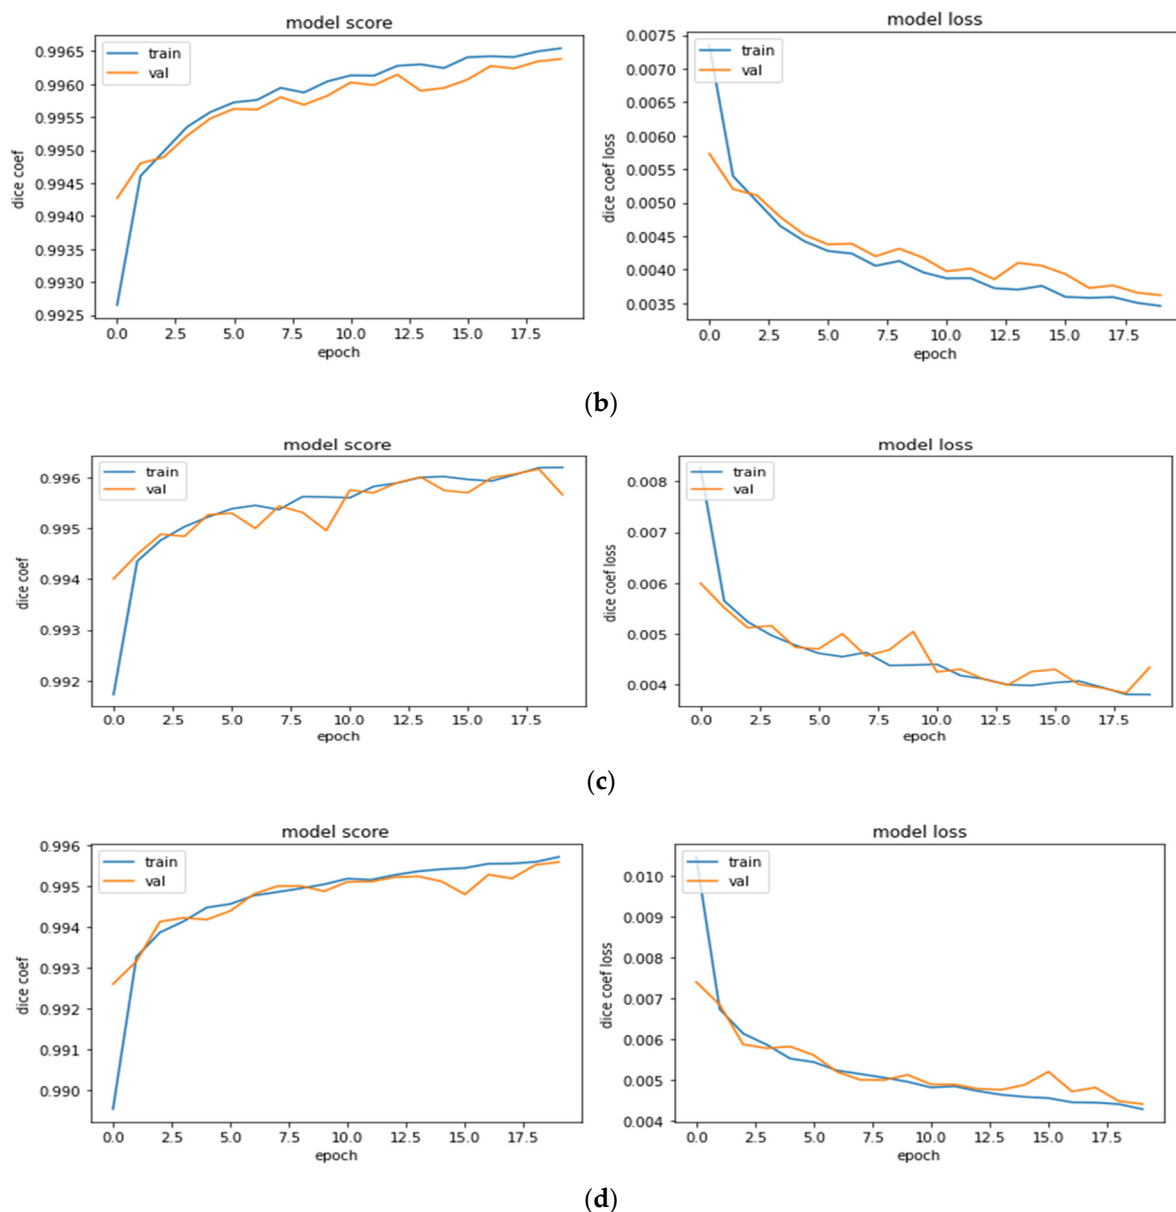 model score
model loss
train
val
train
val
dice coef
0.9965
0.9960
0.9955
0.9950
0.9945
0.9940
0.9935
0.9930
0.9925
0.0 2.5 5.0 7.5 10.0 12.5 15.0 17.5
epoch
dice coef loss
0.0075
0.0070
0.0065
0.0060
0.0055
0.0050
0.0045
0.0040
0.0035
0.0 2.5 5.0 7.5 10.0 12.5 15.0 17.5
epoch
(b)
model score
model loss
train
val
train
val
dice coef
0.996
0.995
0.994
0.993
0.992
0.0 2.5 5.0 7.5 10.0 12.5 15.0 17.5
epoch
dice coef loss
0.008
0.007
0.006
0.005
0.004
0.0 2.5 5.0 7.5 10.0 12.5 15.0 17.5
epoch
(c)
model score
model loss
train
val
train
val
dice coef
0.996
0.995
0.994
0.993
0.992
0.991
0.990
0.0 2.5 5.0 7.5 10.0 12.5 15.0 17.5
epoch
dice coef loss
0.010
0.009
0.008
0.007
0.006
0.005
0.004
0.0 2.5 5.0 7.5 10.0 12.5 15.0 17.5
epoch
(d)